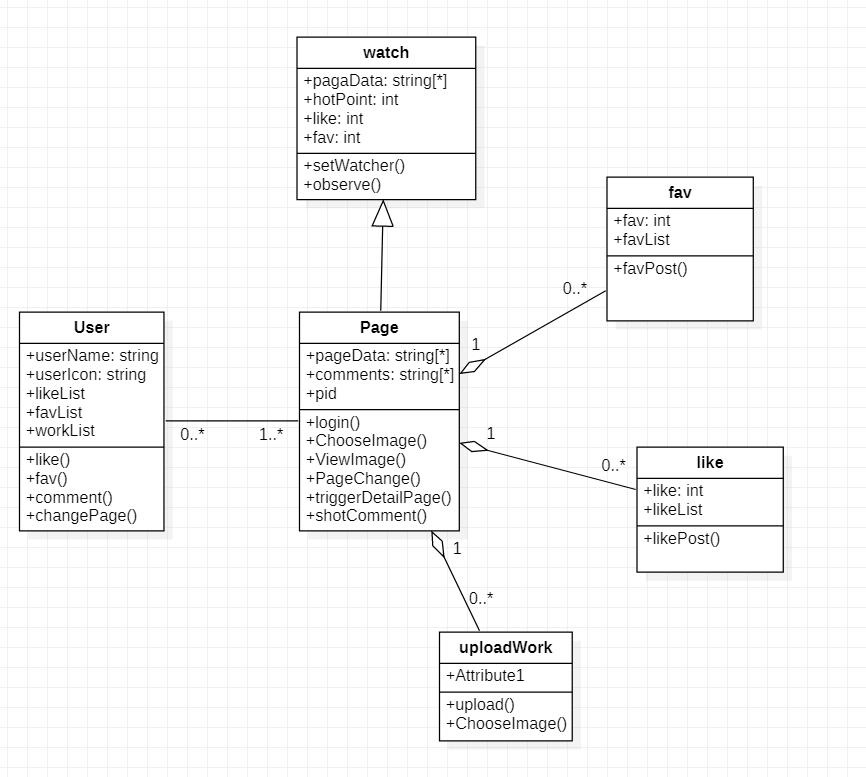 watch
+pagaData: string[*]
+hotPoint: int
+like: int
+fav: int
+setWatcher()
+observe()
fav
+fav: int
+favList
+favPost()
0..*
1
User
+userName: string
+userIcon: string
+likeList
+favList
+workList
+like()
+fav()
+comment()
+changePage()
0..*
1..*
Page
+pageData: string[*]
+comments: string[*]
+pid
+login()
+ChooseImage()
+ViewImage()
+PageChange()
+triggerDetailPage()
+shotComment()
1
0..*
like
+like: int
+likeList
+likePost()
1
0..*
uploadWork
+Attribute1
+upload()
+ChooseImage()